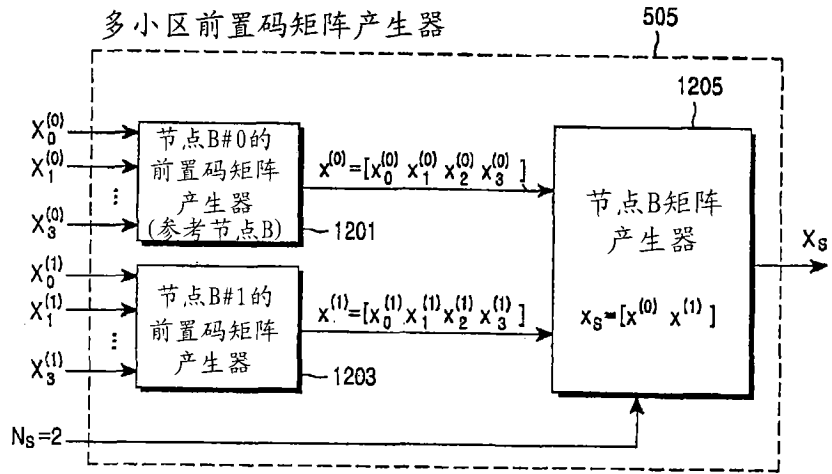 多小区前置码矩阵产生器
505
1205
X₀⁽⁰⁾
X₁⁽⁰⁾
...
X₃⁽⁰⁾
节点B#0的
前置码矩阵
产生器
(参考节点B)
1201
x⁽⁰⁾=[x₀⁽⁰⁾ x₁⁽⁰⁾ x₂⁽⁰⁾ x₃⁽⁰⁾]
X₀⁽¹⁾
X₁⁽¹⁾
...
X₃⁽¹⁾
节点B#1的
前置码矩阵
产生器
1203
x⁽¹⁾=[x₀⁽¹⁾ x₁⁽¹⁾ x₂⁽¹⁾ x₃⁽¹⁾]
节点B矩阵
产生器
xₛ=[x⁽⁰⁾ x⁽¹⁾]
Xₛ
Nₛ=2